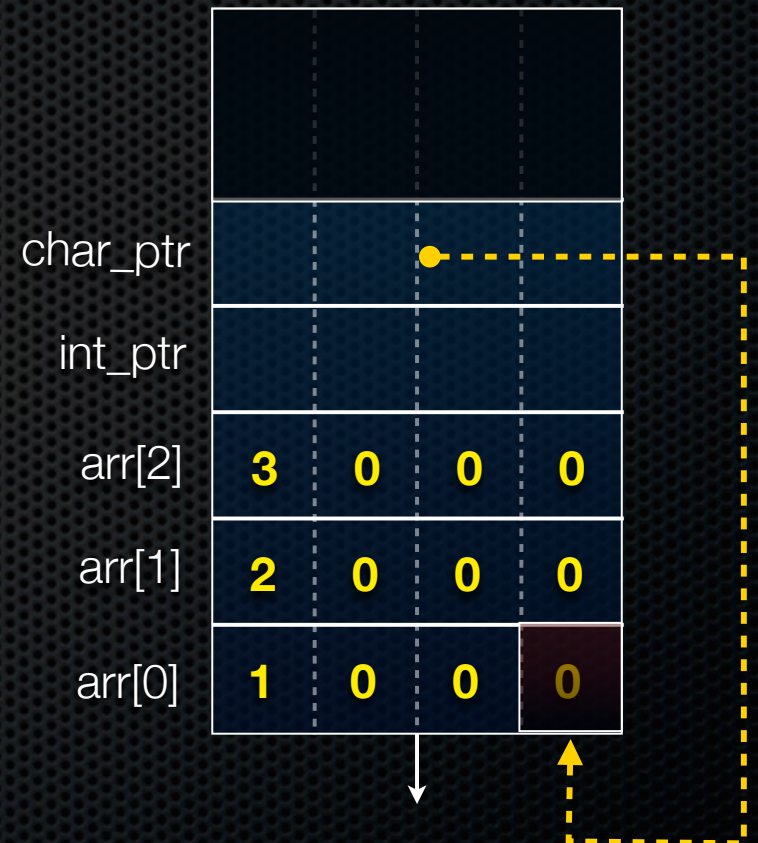 char_ptr
int_ptr
arr[2] 3 0 0 0
arr[1] 2 0 0 0
arr[0] 1 0 0 0